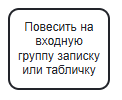 Повесить на
входную
группу записку
или табличку